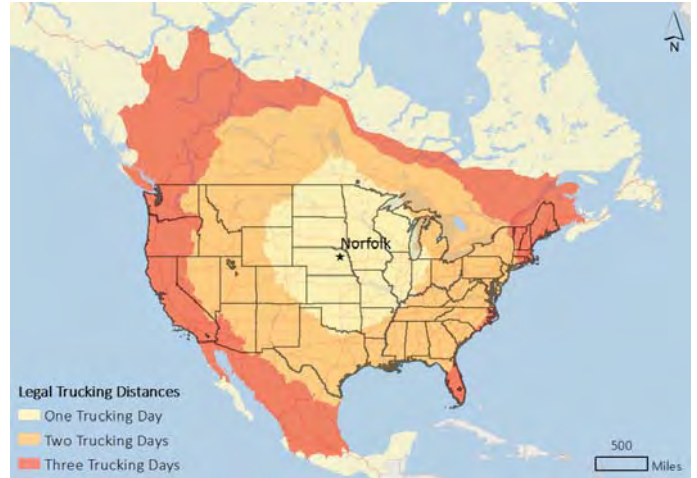 N
Norfolk
Legal Trucking Distances
One Trucking Day
Two Trucking Days
Three Trucking Days
500
Miles